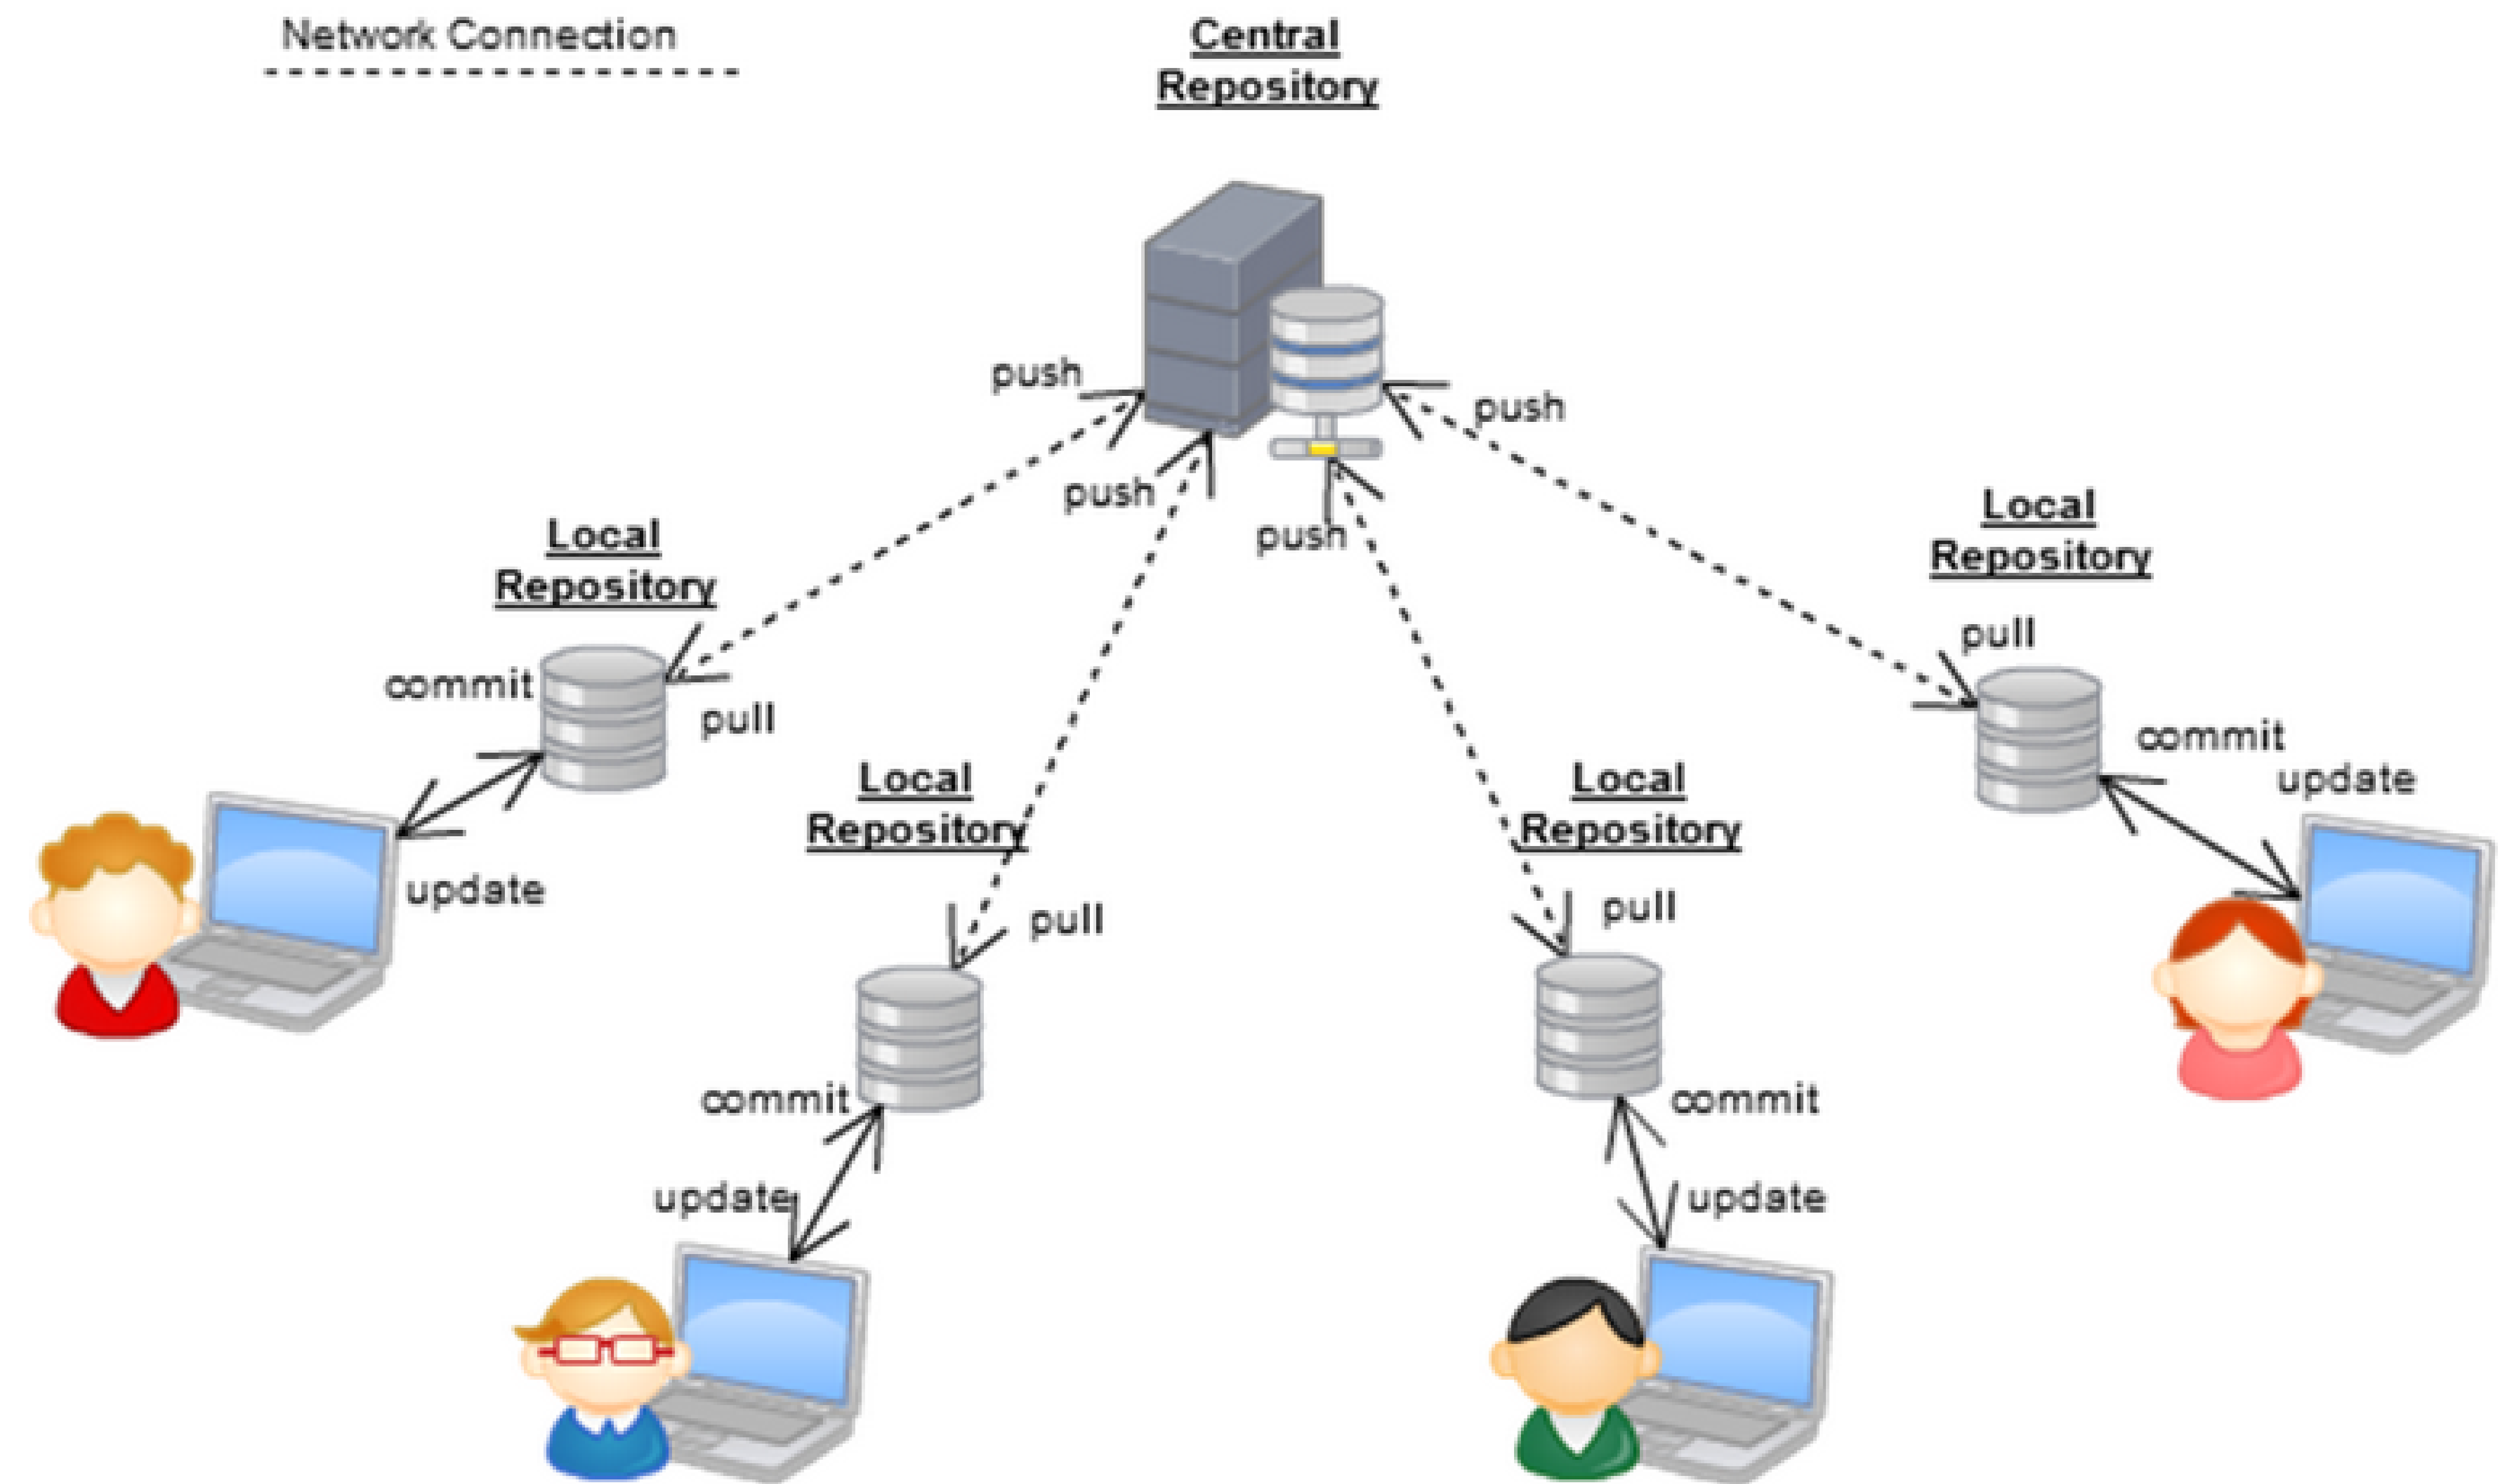 Network Connection
Central
Repository
push
push
push
push
Local
Repository
Local
Repository
pull
commit
pull
commit
update
Local
Repository
Local
Repository
update
pull
pull
commit
commit
update
update